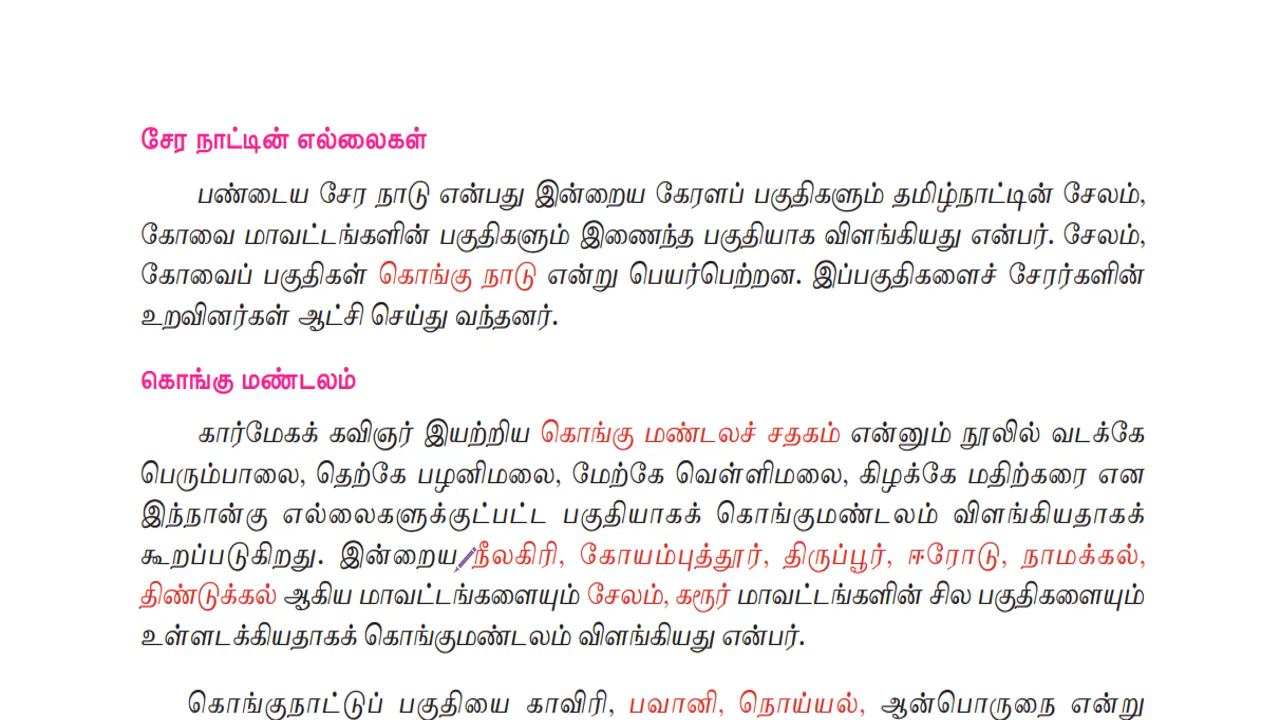 சேர நாட்டின் எல்லைகள்
பண்டைய சேர நாடு என்பது இன்றைய கேரளப் பகுதிகளும் தமிழ்நாட்டின் சேலம்,
கோவை மாவட்டங்களின் பகுதிகளும் இணைந்த பகுதியாக விளங்கியது என்பர். சேலம்,
கோவைப் பகுதிகள் கொங்கு நாடு என்று பெயர்பெற்றன. இப்பகுதிகளைச் சேரர்களின்
உறவினர்கள் ஆட்சி செய்து வந்தனர்.
கொங்கு மண்டலம்
கார்மேகக் கவிஞர் இயற்றிய கொங்கு மண்டலச் சதகம் என்னும் நூலில் வடக்கே
பெரும்பாலை, தெற்கே பழனிமலை, மேற்கே வெள்ளிமலை, கிழக்கே மதிற்கரை என
இந்நான்கு எல்லைகளுக்குட்பட்ட பகுதியாகக் கொங்குமண்டலம் விளங்கியதாகக்
கூறப்படுகிறது. இன்றைய நீலகிரி, கோயம்புத்தூர், திருப்பூர், ஈரோடு, நாமக்கல்,
திண்டுக்கல் ஆகிய மாவட்டங்களையும் சேலம், கரூர் மாவட்டங்களின் சில பகுதிகளையும்
உள்ளடக்கியதாகக் கொங்குமண்டலம் விளங்கியது என்பர்.
கொங்குநாட்டுப் பகுதியை காவிரி, பவானி, நொய்யல், ஆன்பொருநை என்று